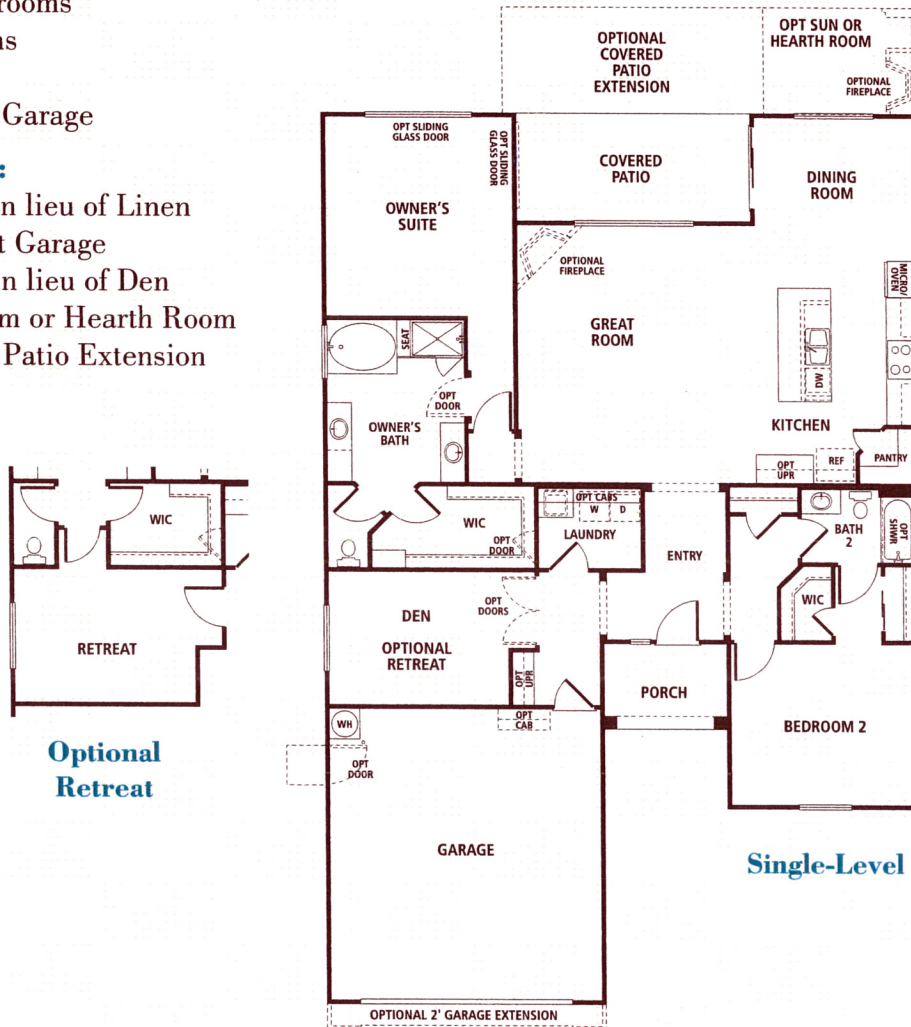 Garage
:
n lieu of Linen
t Garage
n lieu of Den
m or Hearth Room
Patio Extension
OPTIONAL
COVERED
PATIO
EXTENSION
OPT SUN OR
HEARTH ROOM
OPTIONAL
FIREPLACE
OPT SLIDING
GLASS DOOR
OPT SLIDING
GLASS DOOR
COVERED
PATIO
DINING
ROOM
OWNER'S
SUITE
OPTIONAL
FIREPLACE
MICRO/
OVEN
GREAT
ROOM
SEAT
DW
OPT
DOOR
OWNER'S
BATH
KITCHEN
OPT
UPR
REF
PANTRY
WIC
RETREAT
Optional
Retreat
WIC
OPT
DOOR
OPT CABS
W
D
LAUNDRY
ENTRY
BATH
2
OPT
SHWR
WIC
DEN
OPTIONAL
RETREAT
OPT
DOORS
OPT
UPR
PORCH
BEDROOM 2
WH
OPT
DOOR
OPT
CAB
GARAGE
Single-Level
OPTIONAL 2' GARAGE EXTENSION